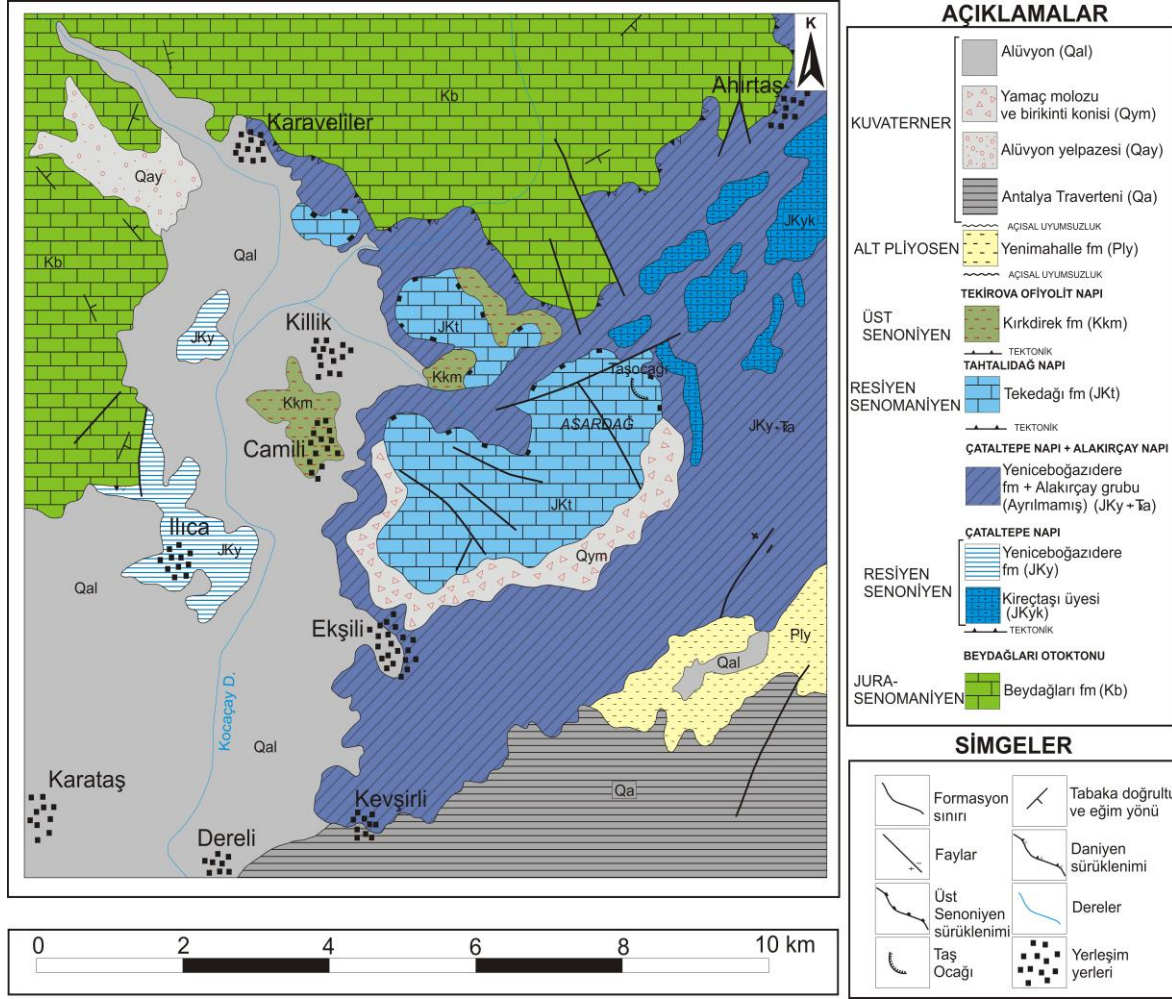 K
Kb
Ahırtaş
Karaveliler
Qay
JKyk
Qal
Kb
JKy
Killik
JKt
Kkm
Taşocağı
Kkm
ASARDAĞ
JKy+Ћa
Camili
JKt
Ilıca
JKy
Qym
Qal
Ekşili
Ply
Qal
Kocaçay D.
Qal
Karataş
Qa
Kevşirli
Dereli
0 2 4 6 8 10 km
AÇIKLAMALAR
KUVATERNER
Alüvyon (Qal)
Yamaç molozu
ve birikinti konisi (Qym)
Alüvyon yelpazesi (Qay)
Antalya Traverteni (Qa)
AÇISAL UYUMSUZLUK
ALT PLİYOSEN
Yenimahalle fm (Ply)
AÇISAL UYUMSUZLUK
TEKİROVA OFİYOLİT NAPI
ÜST
SENONİYEN
Kırkdirek fm (Kkm)
TEKTONİK
TAHTALIDAĞ NAPI
RESİYEN
SENOMANİYEN
Tekedağı fm (JKt)
TEKTONİK
ÇATALTEPE NAPI + ALAKIRÇAY NAPI
Yeniceboğazıdere
fm + Alakırçay grubu
(Ayrılmamış) (JKy+Ћa)
ÇATALTEPE NAPI
RESİYEN
SENONİYEN
Yeniceboğazıdere
fm (JKy)
Kireçtaşı üyesi
(JKyk)
TEKTONİK
BEYDAĞLARI OTOKTONU
JURA-
SENOMANİYEN
Beydağları fm (Kb)
SİMGELER
Formasyon
sınırı
Tabaka doğrultu
ve eğim yönü
Faylar
Daniyen
sürüklenimi
Üst
Senoniyen
sürüklenimi
Dereler
Taş
Ocağı
Yerleşim
yerleri